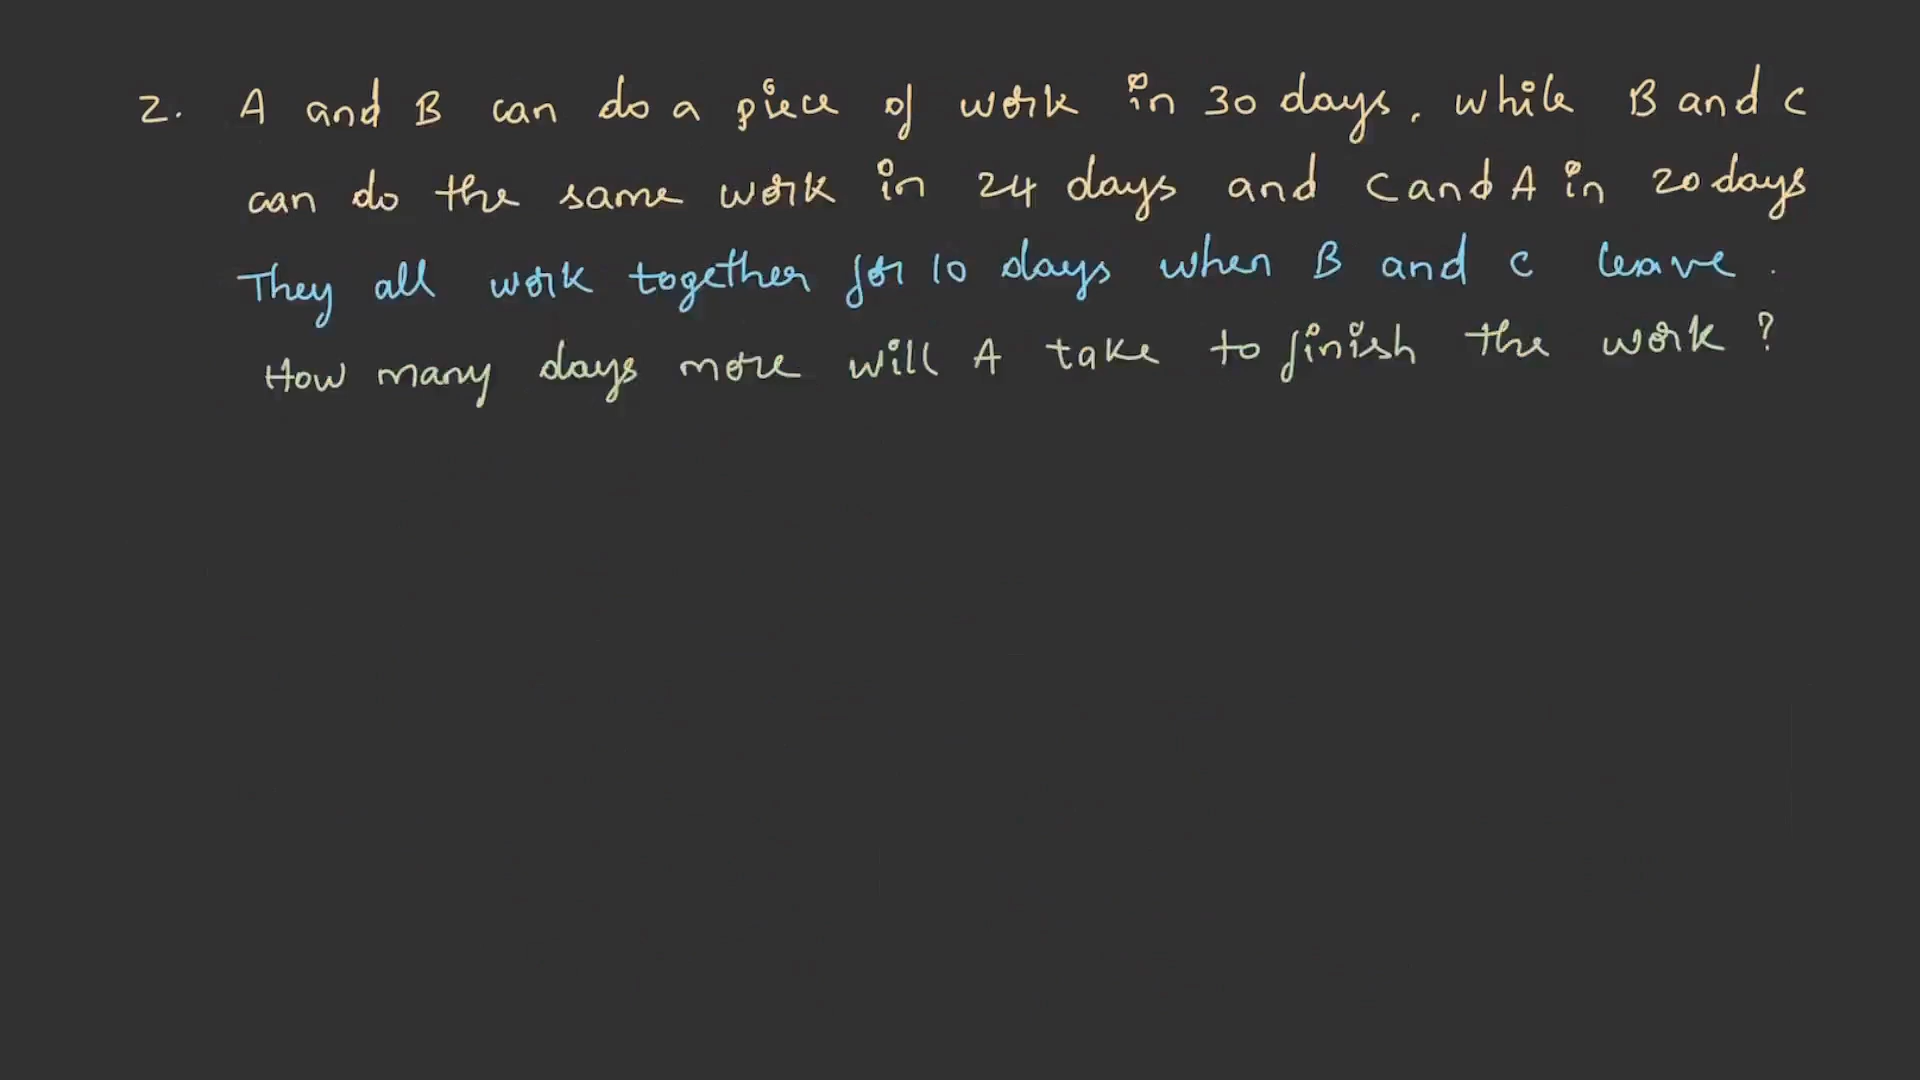 2. A and B can do a piece of work in 30 days, while B and C
can do the same work in 24 days and C and A in 20 days
They all work together for 10 days when B and C leave.
How many days more will A take to finish the work?